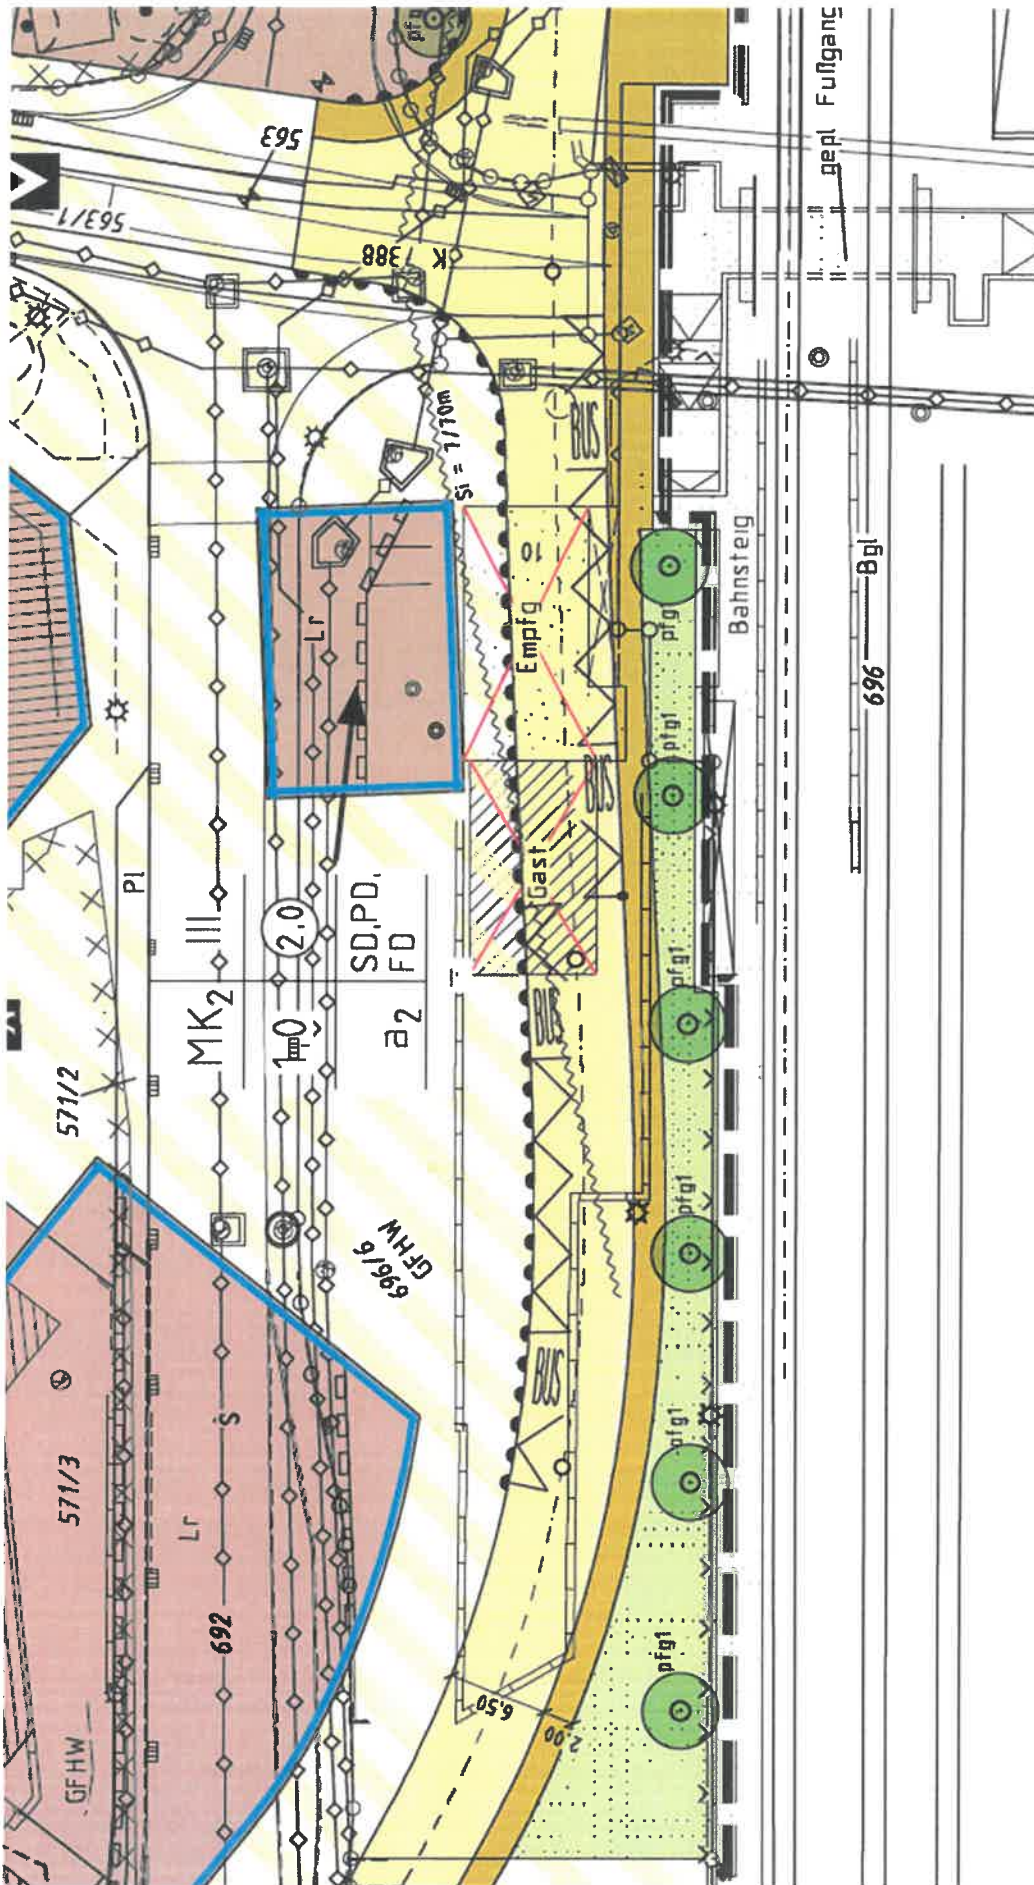 pfg
563
563/1
388
K
gepl Fußgang
Si = 1/70m
BUS
10
Empfg
Lr
pfg1
Bahnsteig
696
Bgl
pfg1
BUS
Gast
Pl
MK2 III
2,0
SD,PD,
FD
a2
BUS
pfg1
571/2
pfg1
696/6
GFHW
BUS
pfg1
571/3
S
Lr
692
pfg1
6.50
2.00
GFHW